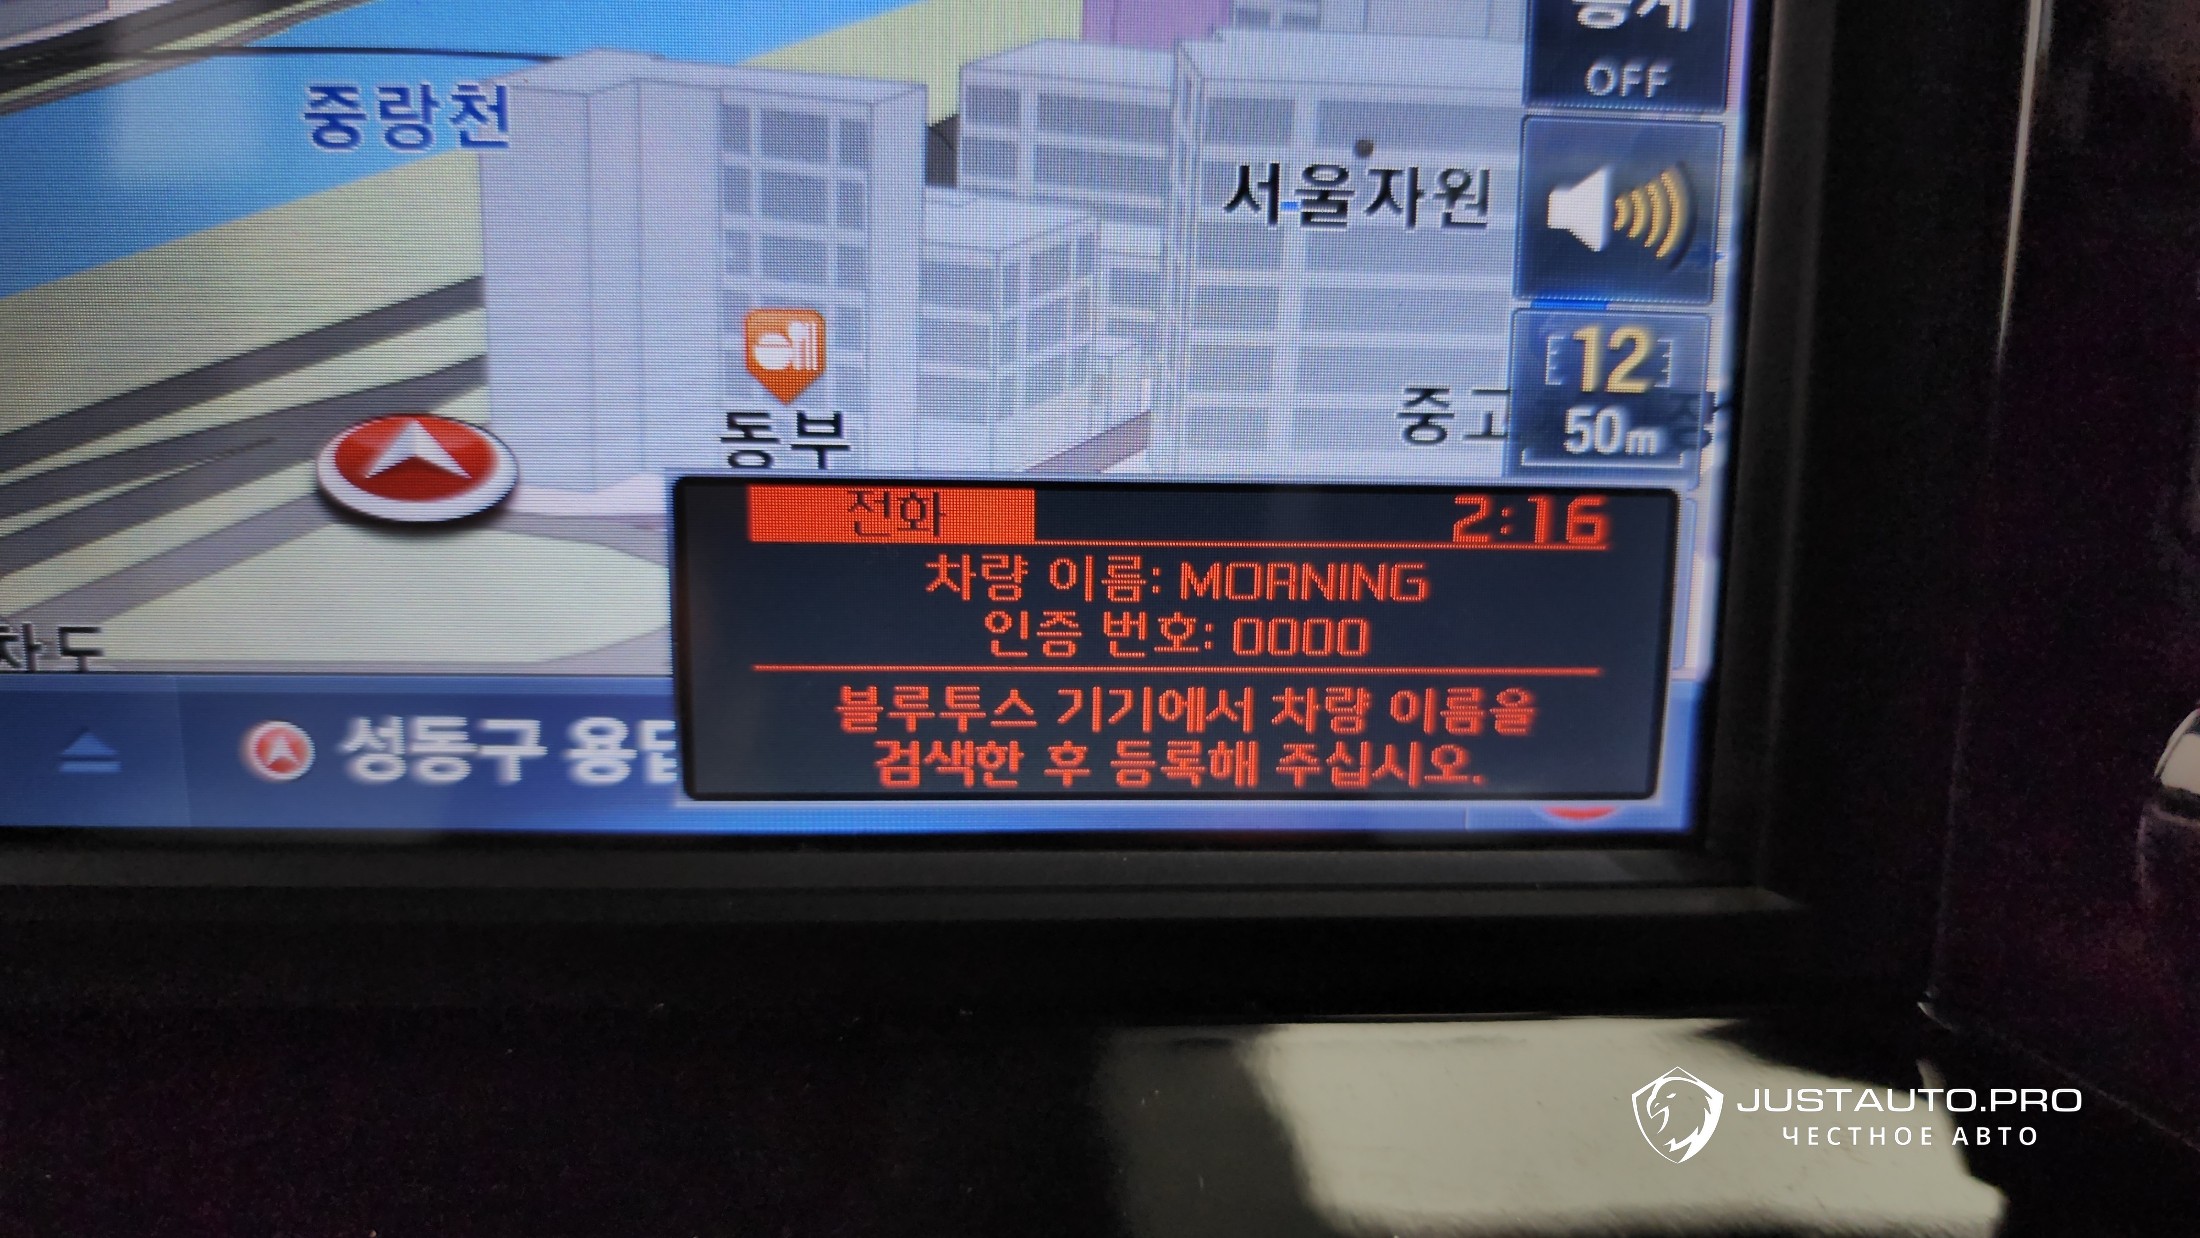 OFF
중랑천
서울자원
12
50m
동부
중고
전화
2:16
차량 이름: MORNING
인증 번호: 0000
블루투스 기기에서 차량 이름을
검색한 후 등록해 주십시오.
차도
성동구 용답
JUSTAUTO.PRO
ЧЕСТНОЕ АВТО